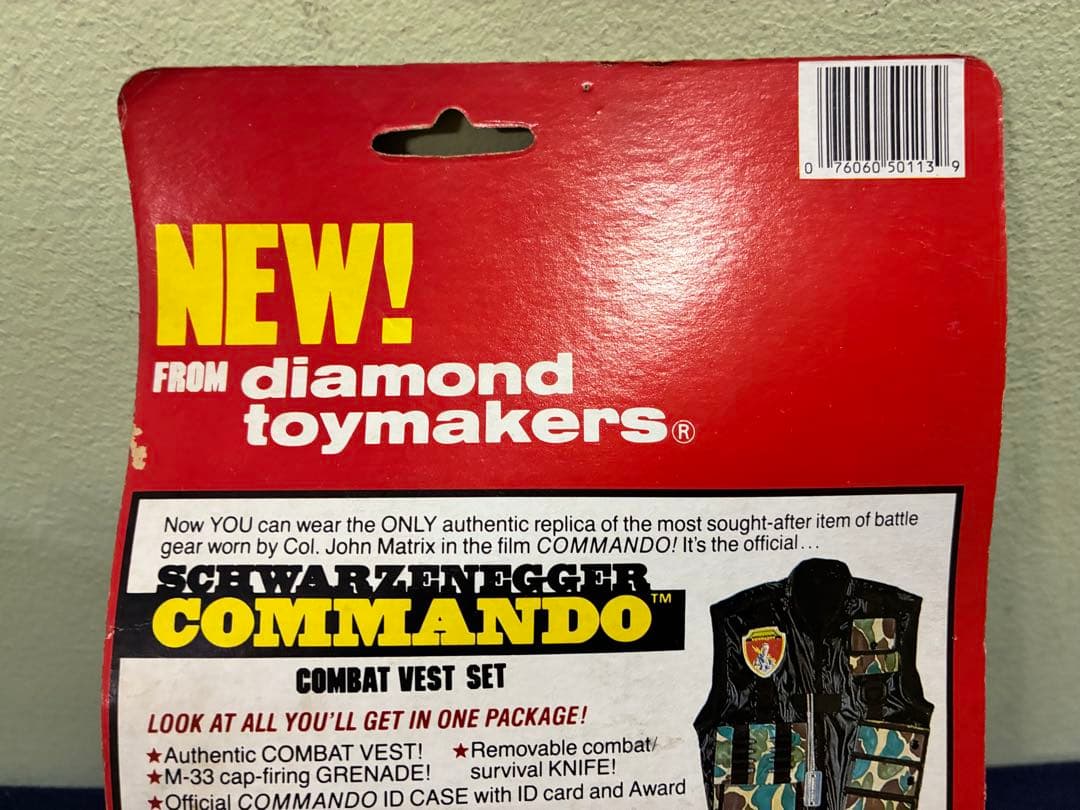 0 76060 50113 9
NEW!
FROM diamond
toymakers®
Now YOU can wear the ONLY authentic replica of the most sought-after item of battle
gear worn by Col. John Matrix in the film COMMANDO! It's the official...
SCHWARZENEGGER
COMMANDO™
COMBAT VEST SET
LOOK AT ALL YOU'LL GET IN ONE PACKAGE!
★Authentic COMBAT VEST! ★Removable combat/
★M-33 cap-firing GRENADE! survival KNIFE!
★Official COMMANDO ID CASE with ID card and Award